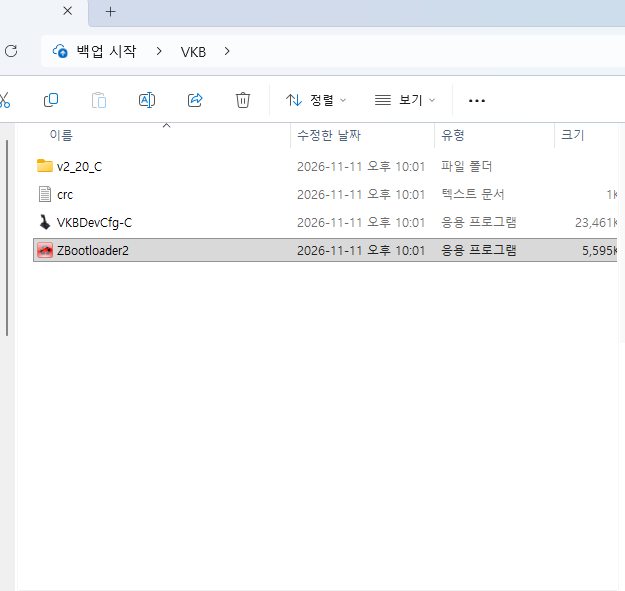 백업 시작 > VKB >
정렬 보기 ...
이름 수정한 날짜 유형 크기
v2_20_C 2026-11-11 오후 10:01 파일 폴더
crc 2026-11-11 오후 10:01 텍스트 문서 1K
VKBDevCfg-C 2026-11-11 오후 10:01 응용 프로그램 23,461K
ZBootloader2 2026-11-11 오후 10:01 응용 프로그램 5,595K